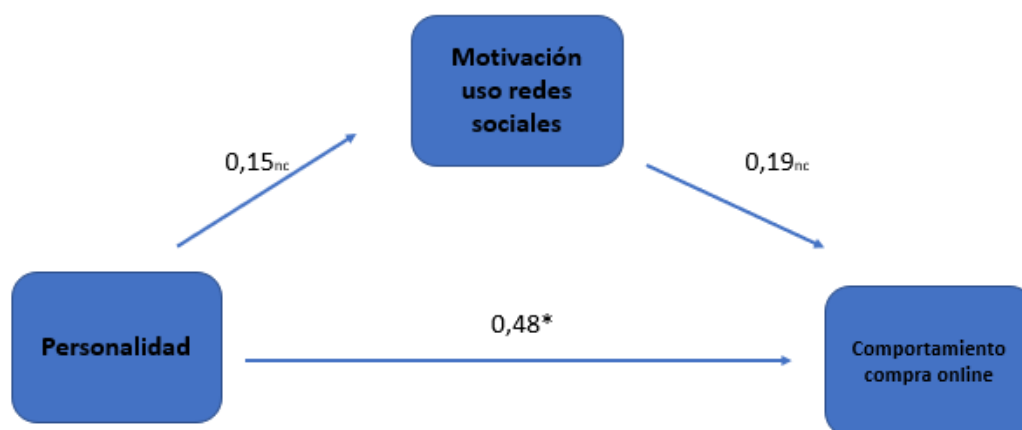 Motivación
uso redes
sociales
0,15nc
0,19nc
Personalidad
0,48*
Comportamiento
compra online